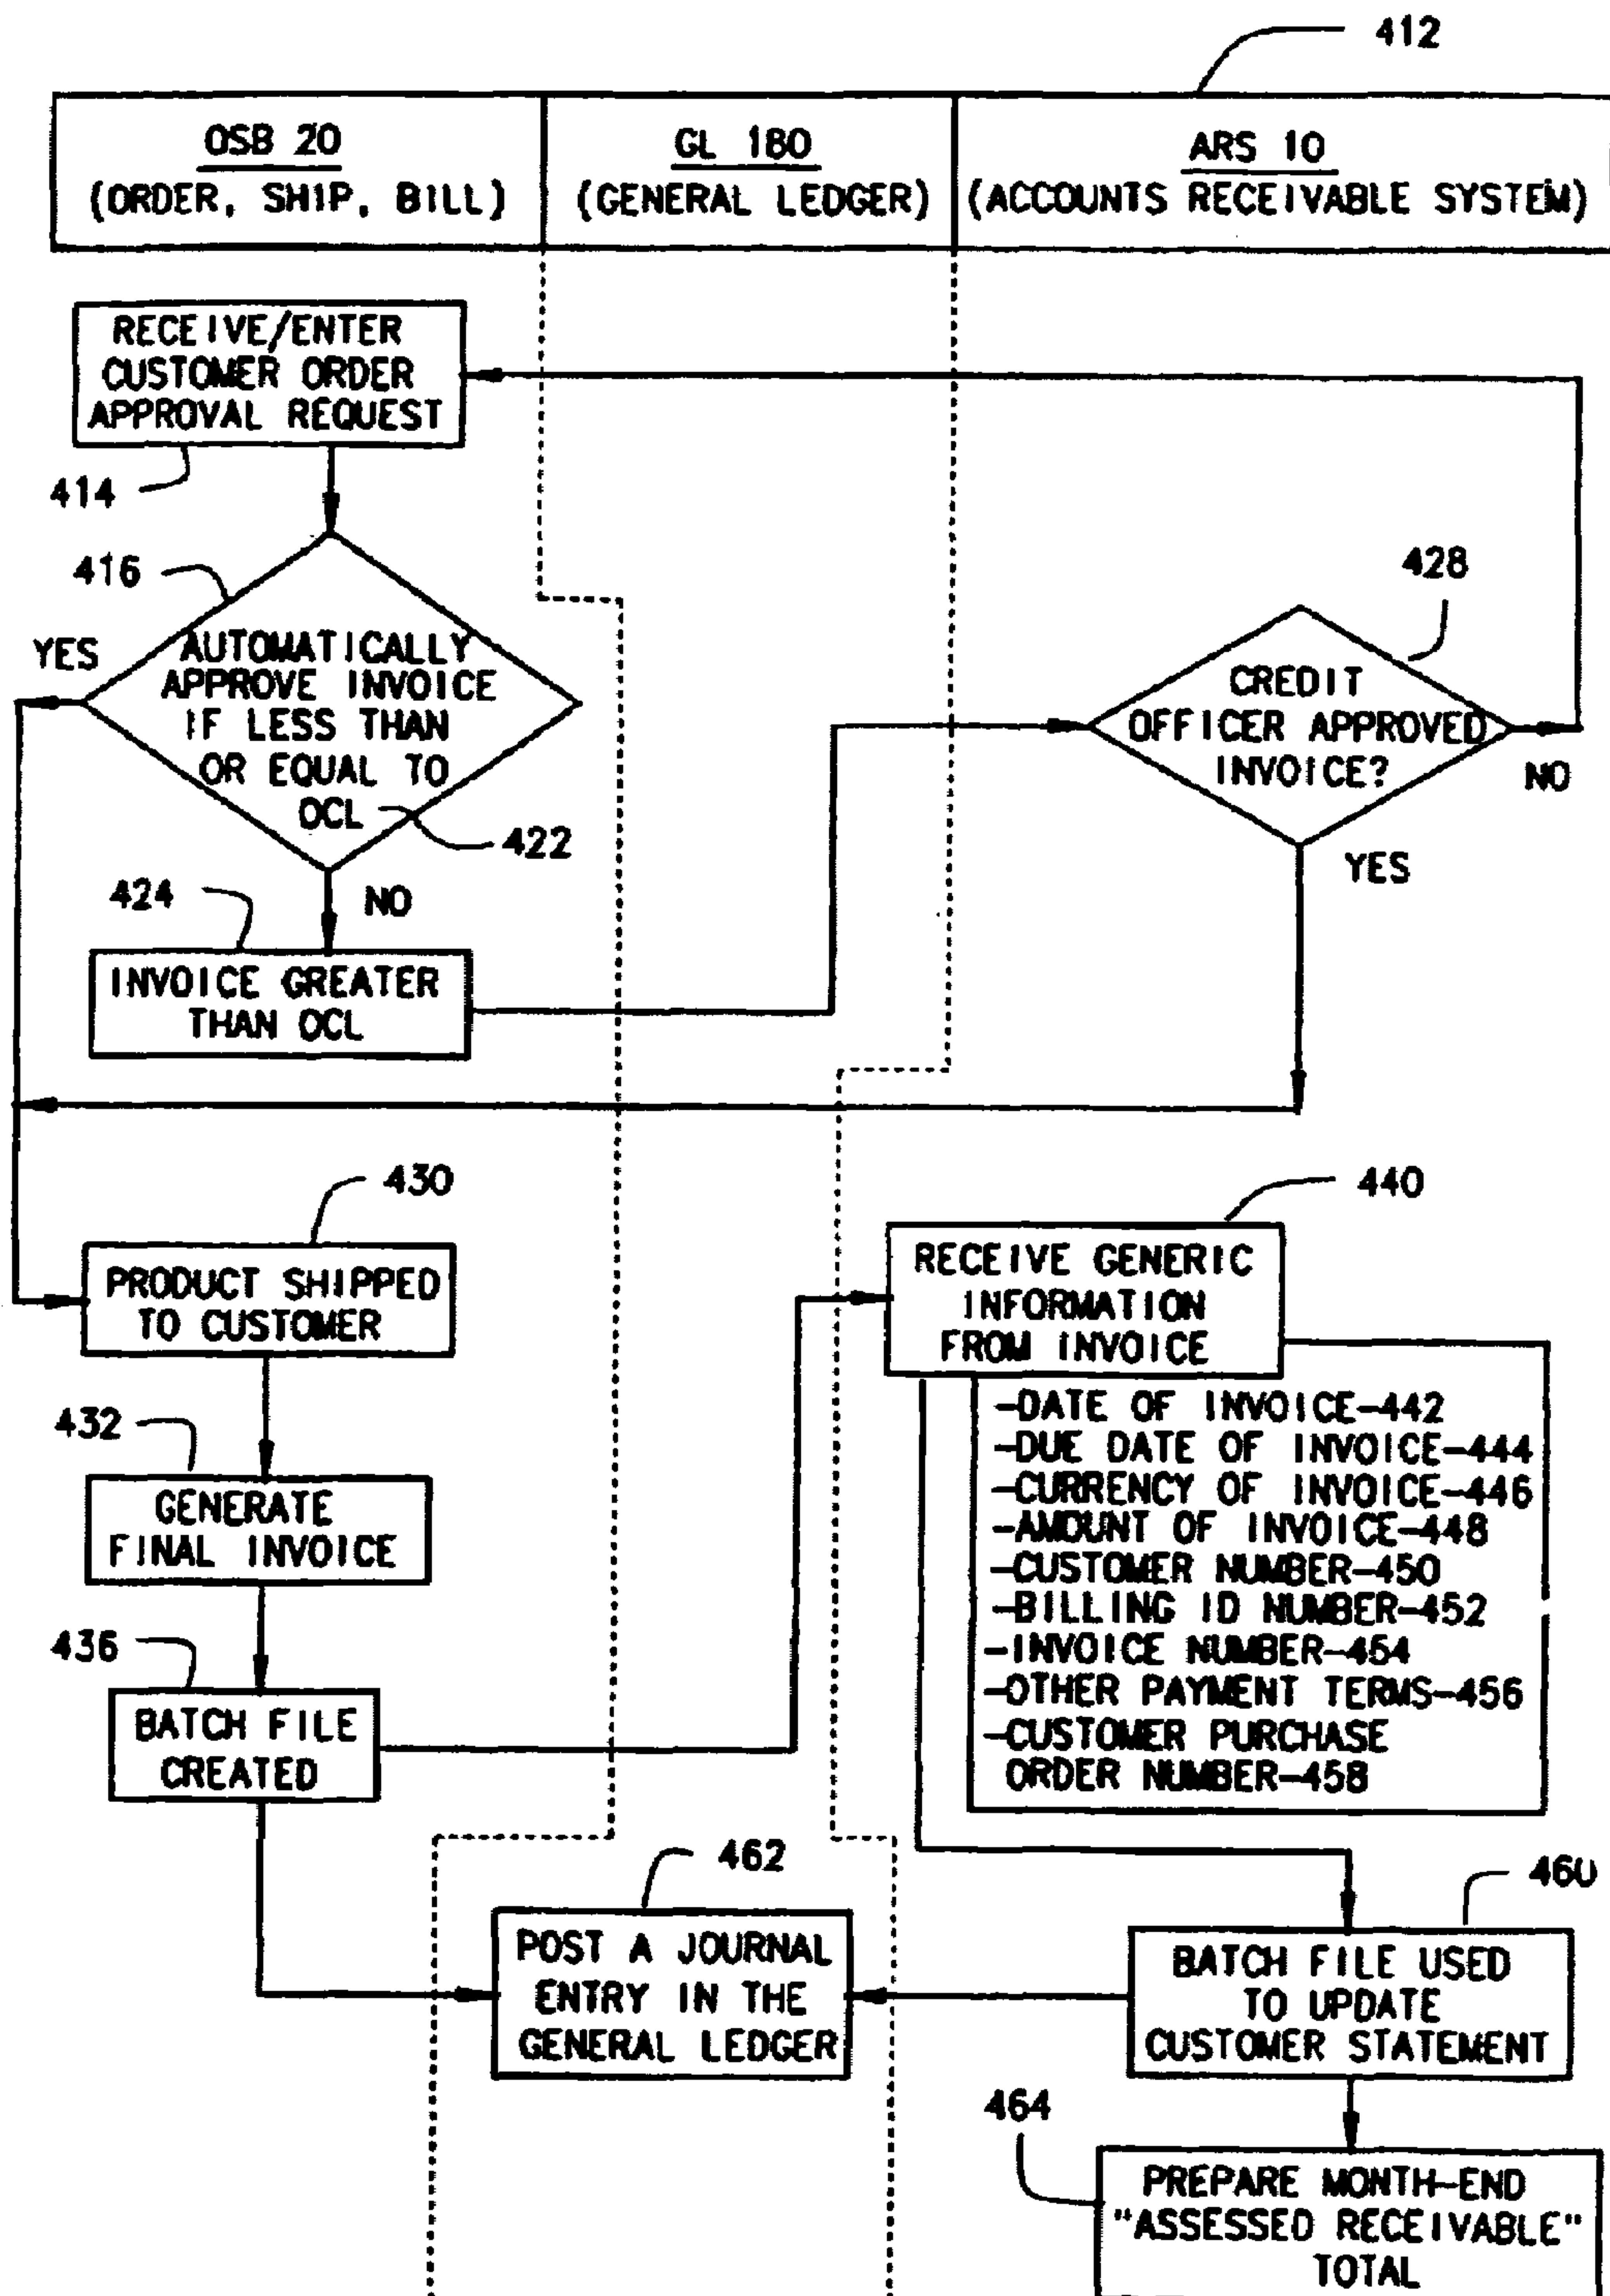 412
OSB 20
(ORDER, SHIP, BILL)
GL 180
(GENERAL LEDGER)
ARS 10
(ACCOUNTS RECEIVABLE SYSTEM)
RECEIVE/ENTER
CUSTOMER ORDER
APPROVAL REQUEST
414
416
YES
AUTOMATICALLY
APPROVE INVOICE
IF LESS THAN
OR EQUAL TO
OCL
422
428
CREDIT
OFFICER APPROVED
INVOICE?
NO
YES
424
NO
INVOICE GREATER
THAN OCL
430
PRODUCT SHIPPED
TO CUSTOMER
440
RECEIVE GENERIC
INFORMATION
FROM INVOICE
-DATE OF INVOICE-442
-DUE DATE OF INVOICE-444
-CURRENCY OF INVOICE-446
-AMOUNT OF INVOICE-448
-CUSTOMER NUMBER-450
-BILLING ID NUMBER-452
-INVOICE NUMBER-454
-OTHER PAYMENT TERMS-456
-CUSTOMER PURCHASE
ORDER NUMBER-458
432
GENERATE
FINAL INVOICE
436
BATCH FILE
CREATED
462
POST A JOURNAL
ENTRY IN THE
GENERAL LEDGER
460
BATCH FILE USED
TO UPDATE
CUSTOMER STATEMENT
464
PREPARE MONTH-END
"ASSESSED RECEIVABLE"
TOTAL